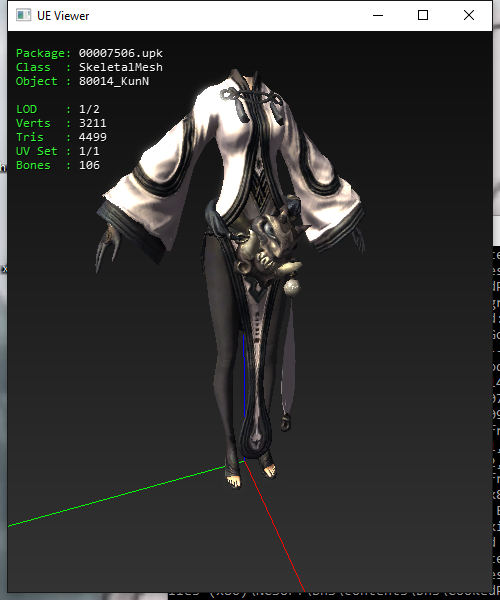 UE Viewer
Package: 00007506.upk
Class : SkeletalMesh
Object : 80014_KunN
LOD : 1/2
Verts : 3211
Tris : 4499
UV Set : 1/1
Bones : 106